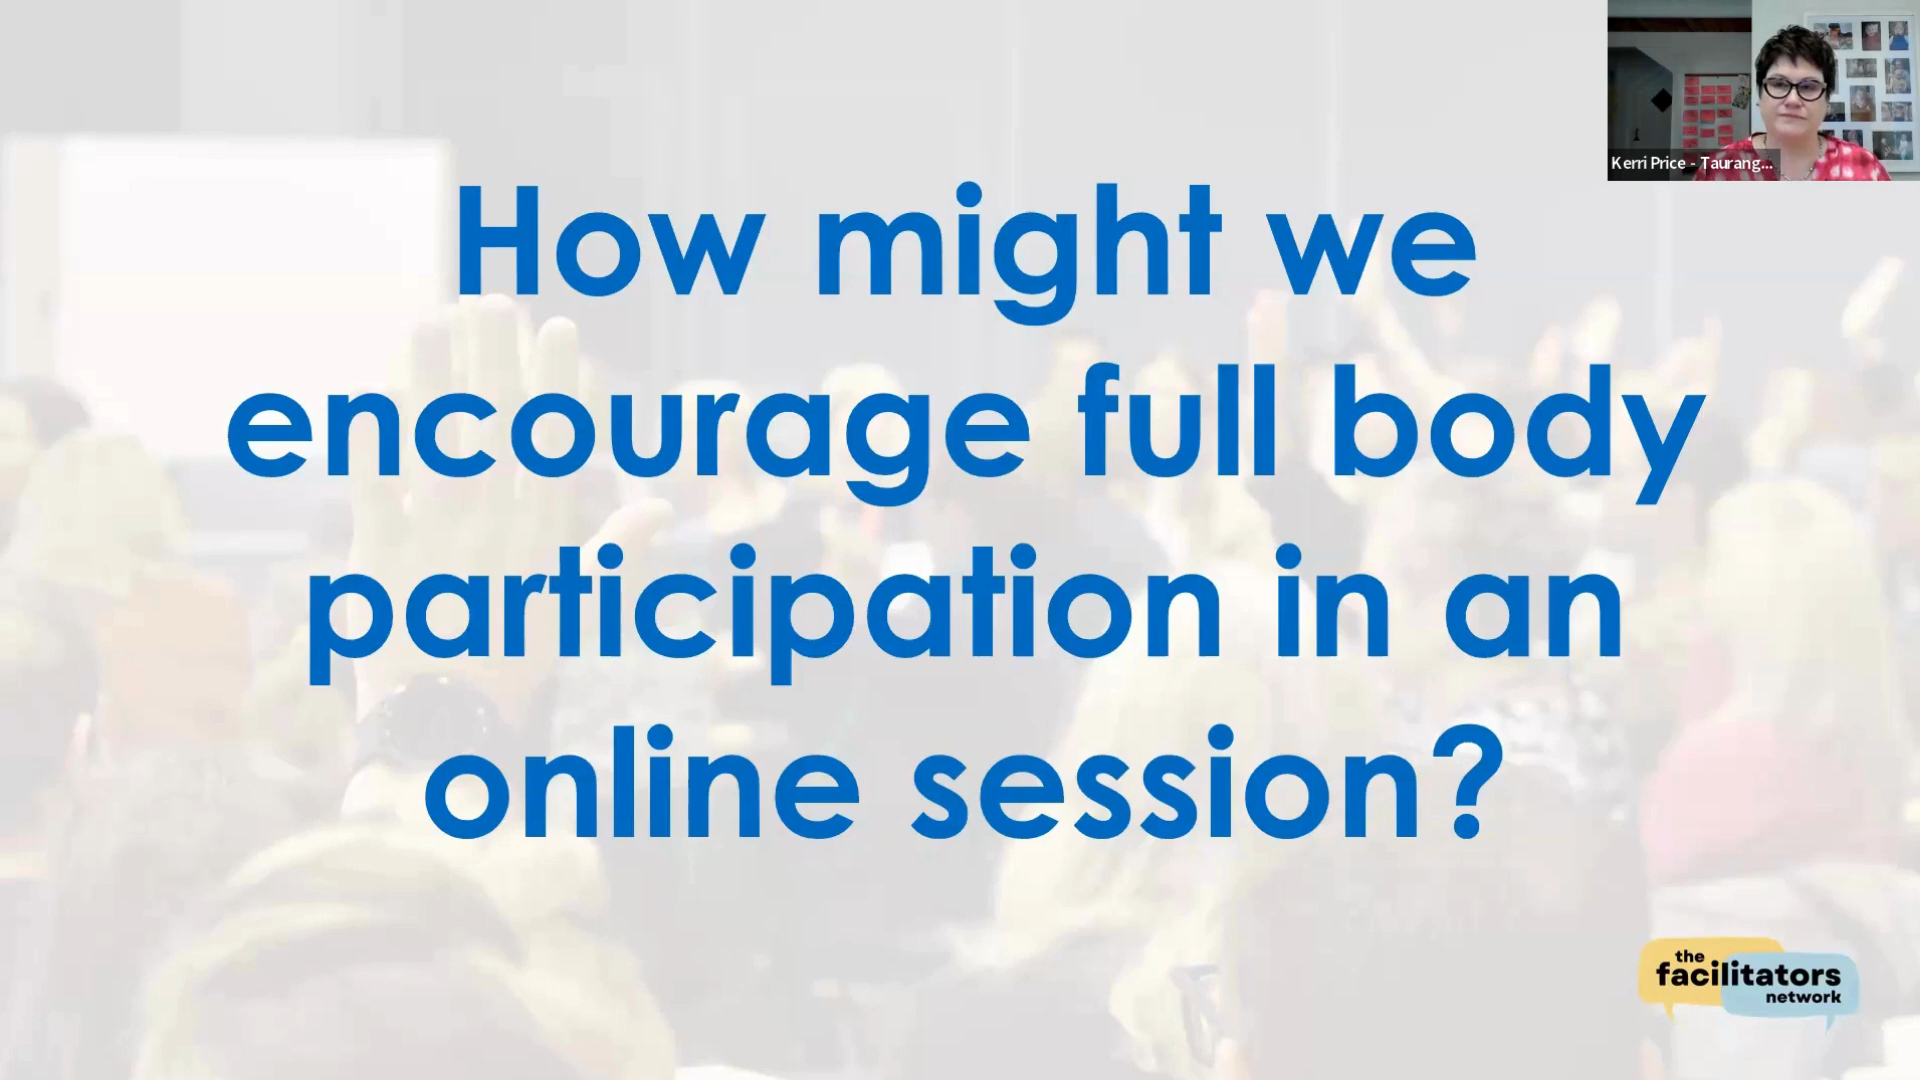 Kerri Price - Taurang...
How might we
encourage full body
participation in an
online session?
the
facilitators
network